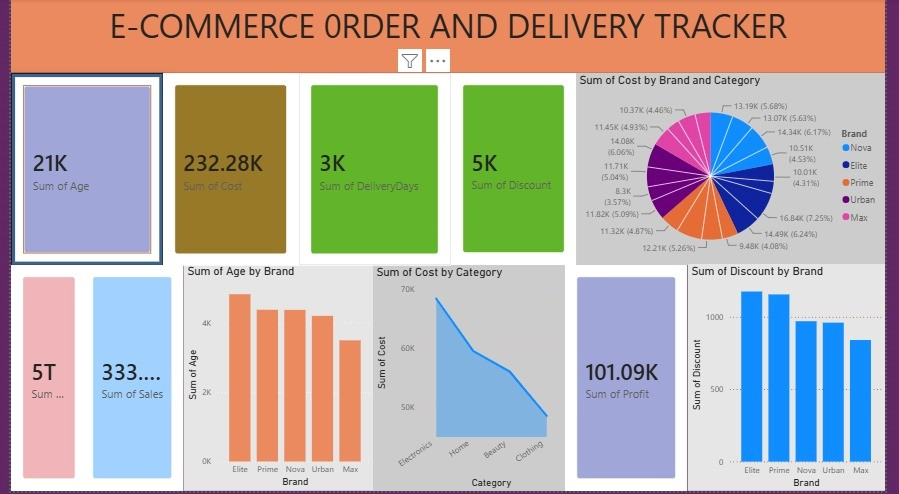 E-COMMERCE 0RDER AND DELIVERY TRACKER
21K
Sum of Age
232.28K
Sum of Cost
3K
Sum of DeliveryDays
5K
Sum of Discount
Sum of Cost by Brand and Category
10.37K (4.46%)
11.45K (4.93%)
14.08K
(6.06%)
11.71K
(5.04%)
8.3K
(3.57%)
11.82K (5.09%)
11.32K (4.87%)
12.21K (5.26%)
13.19K (5.68%)
13.07K (5.63%)
14.34K (6.17%)
10.51K
(4.53%)
10.01K
(4.31%)
16.84K (7.25%)
14.49K (6.24%)
9.48K (4.08%)
Brand
Nova
Elite
Prime
Urban
Max
5T
Sum ...
333....
Sum of Sales
Sum of Age by Brand
Sum of Age
4K
2K
0K
Elite Prime Nova Urban Max
Brand
Sum of Cost by Category
Sum of Cost
70K
60K
50K
Electronics Home Beauty Clothing
Category
101.09K
Sum of Profit
Sum of Discount by Brand
Sum of Discount
1000
500
0
Elite Prime Nova Urban Max
Brand